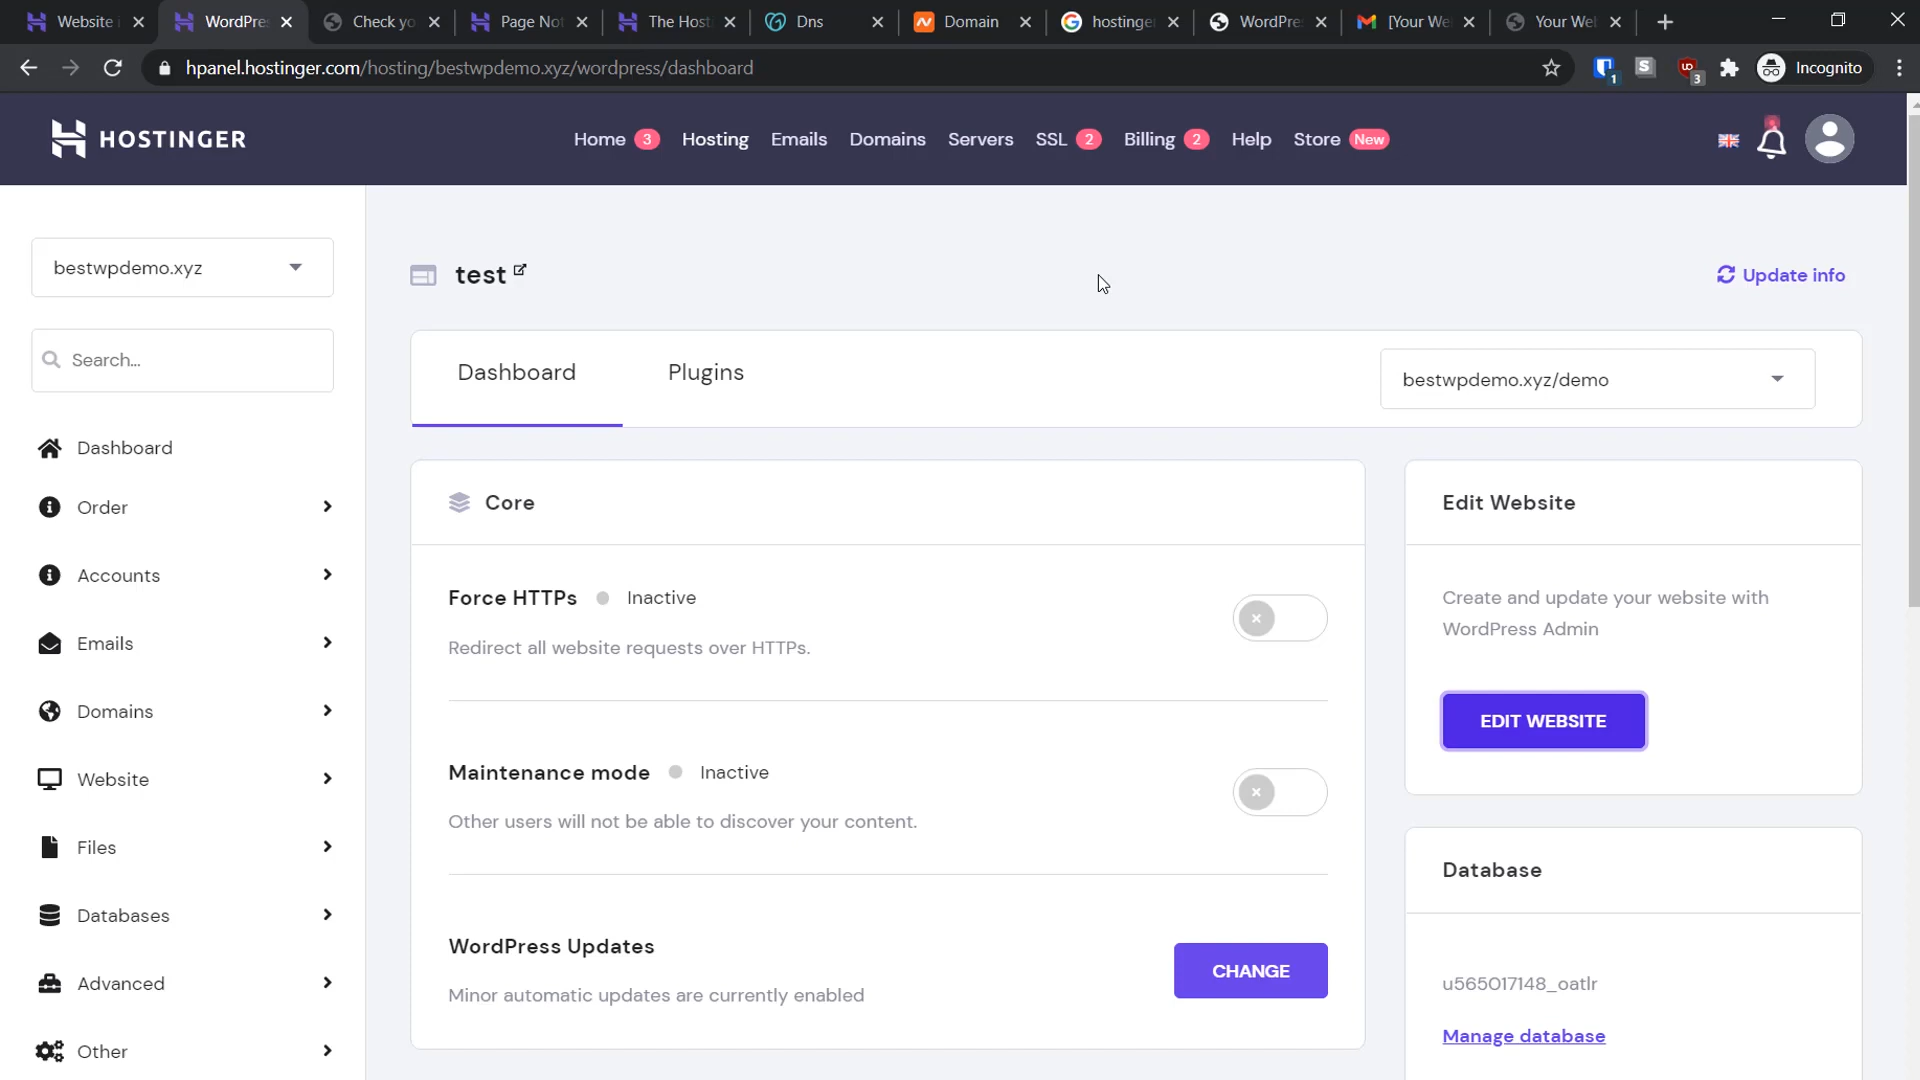 Website i
WordPre
Check yo
Page Not
The Host
Dns
Domain
hostinger
WordPres
[Your We
Your Web
hpanel.hostinger.com/hosting/bestwpdemo.xyz/wordpress/dashboard
1
S
3
Incognito
HOSTINGER
Home 3
Hosting
Emails
Domains
Servers
SSL 2
Billing 2
Help
Store New
bestwpdemo.xyz
Search...
Dashboard
Order
Accounts
Emails
Domains
Website
Files
Databases
Advanced
Other
test
Update info
Dashboard
Plugins
bestwpdemo.xyz/demo
Core
Force HTTPs Inactive
Redirect all website requests over HTTPs.
Maintenance mode Inactive
Other users will not be able to discover your content.
WordPress Updates
Minor automatic updates are currently enabled
CHANGE
Edit Website
Create and update your website with
WordPress Admin
EDIT WEBSITE
Database
u565017148_oatlr
Manage database